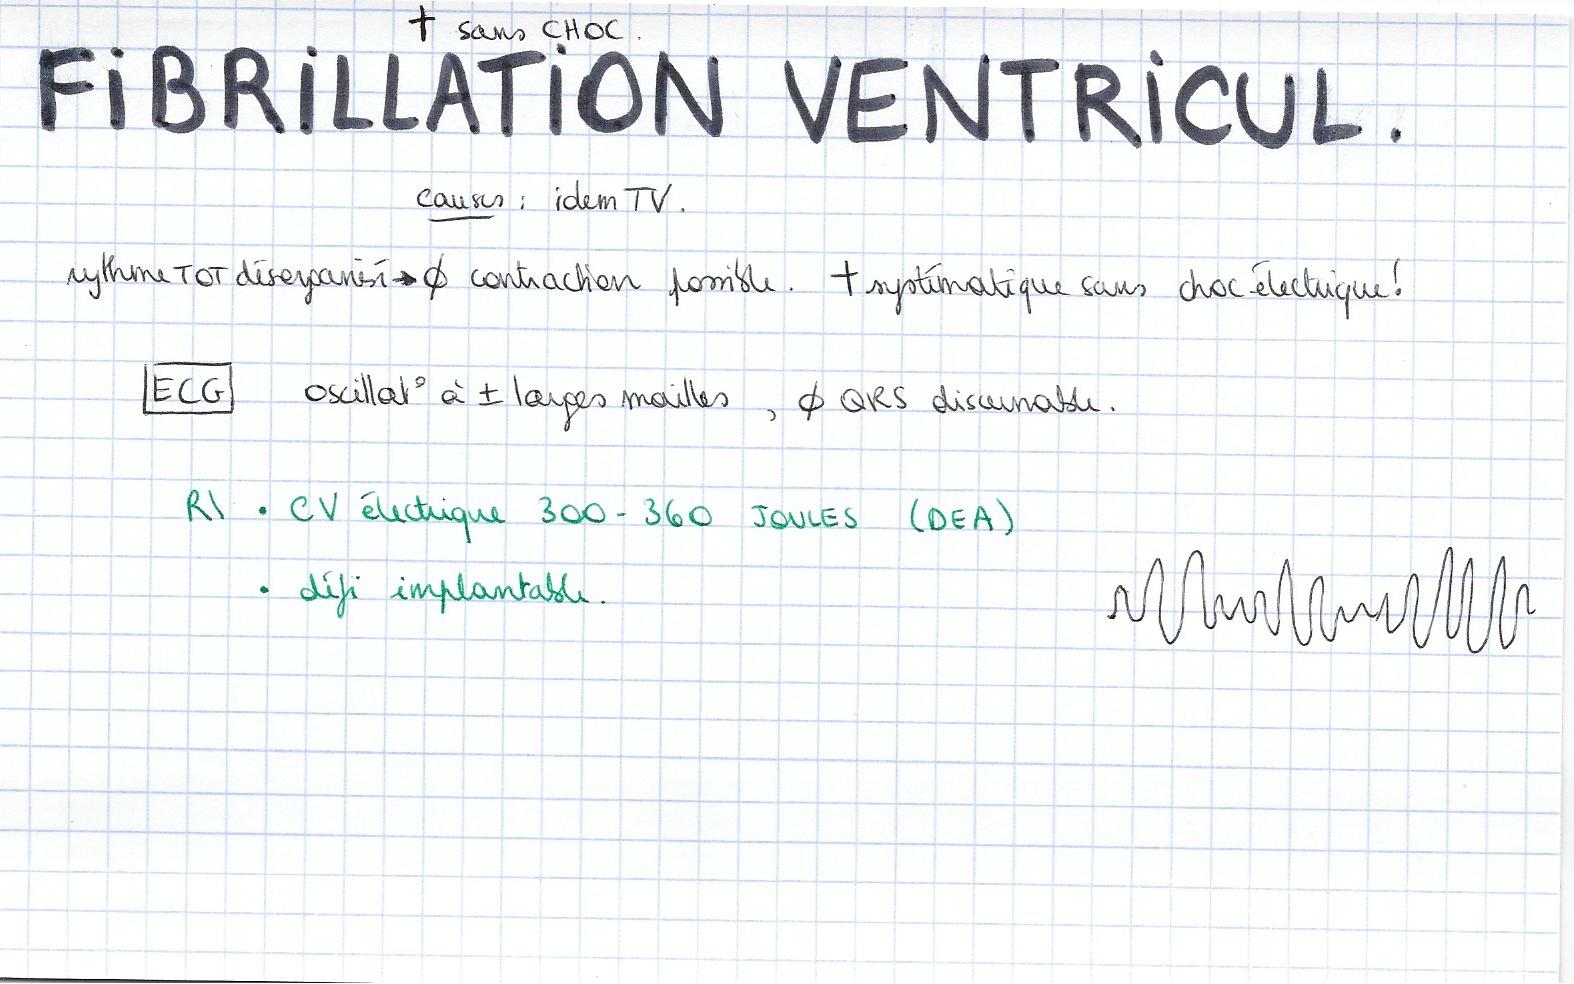 † sans CHOC.
FiBRiLLATiON VENTRiCUL.
causes : idem TV.
rythme TOT désorganisé → ∅ contraction possible. † systématique sans choc électrique!
ECG oscillat° à ± larges mailles, ∅ QRS discernable.
R\ • CV électrique 300-360 JOULES (DEA)
• défi implantable.